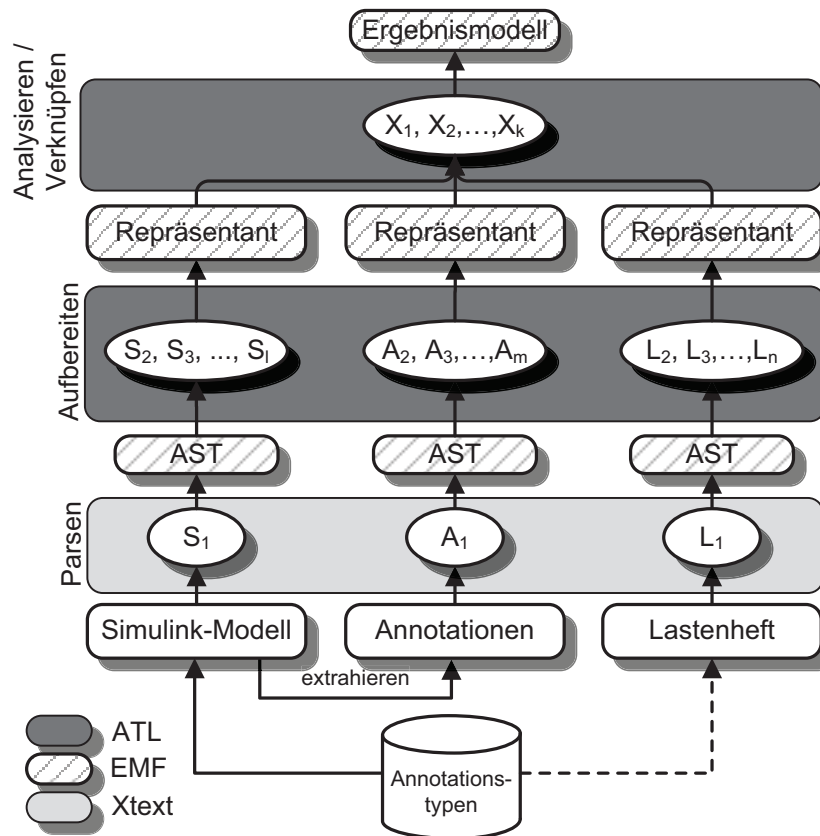 Ergebnismodell
Analysieren /
Verknüpfen
X1, X2,…,Xk
Repräsentant
Repräsentant
Repräsentant
Aufbereiten
S2, S3, ..., Sl
A2, A3,…,Am
L2, L3,…,Ln
AST
AST
AST
Parsen
S1
A1
L1
Simulink-Modell
Annotationen
Lastenheft
extrahieren
ATL
EMF
Xtext
Annotations-
typen